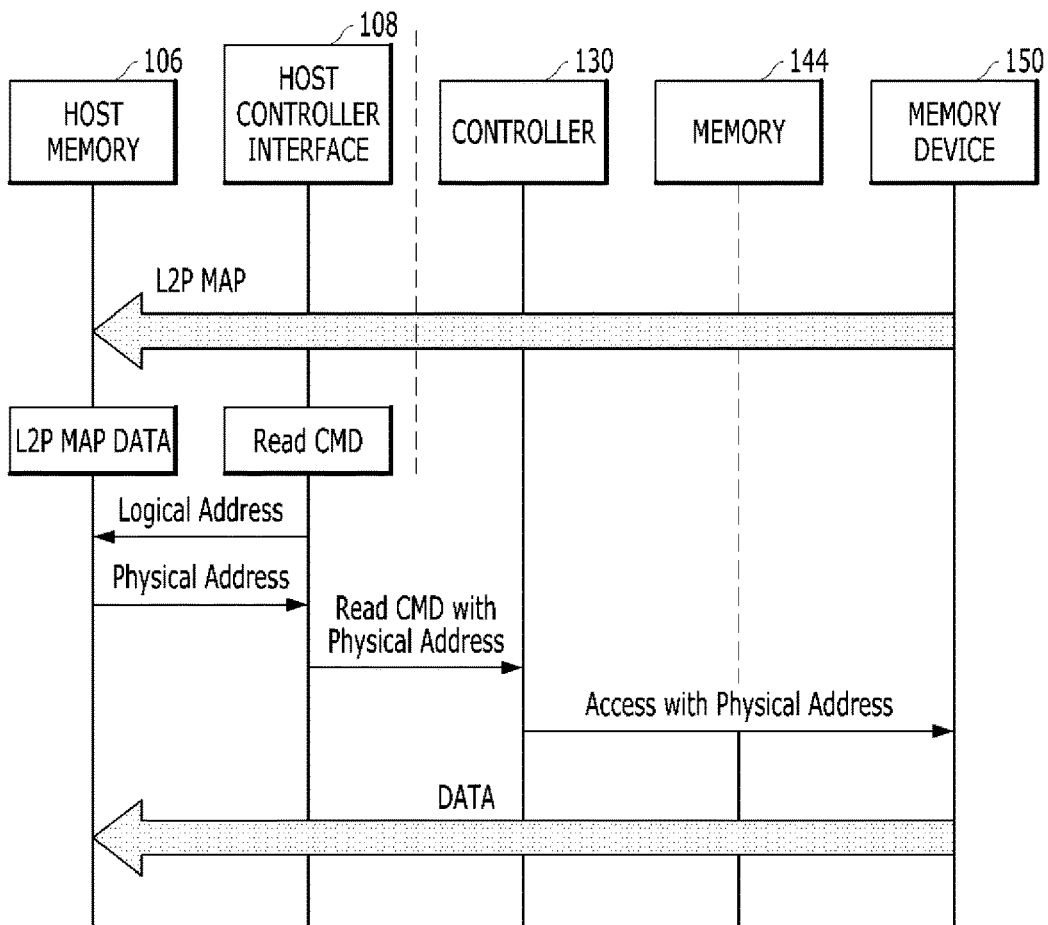 108
106
130
144
150
HOST
MEMORY
HOST
CONTROLLER
INTERFACE
CONTROLLER
MEMORY
MEMORY
DEVICE
L2P MAP
L2P MAP DATA
Read CMD
Logical Address
Physical Address
Read CMD with
Physical Address
Access with Physical Address
DATA